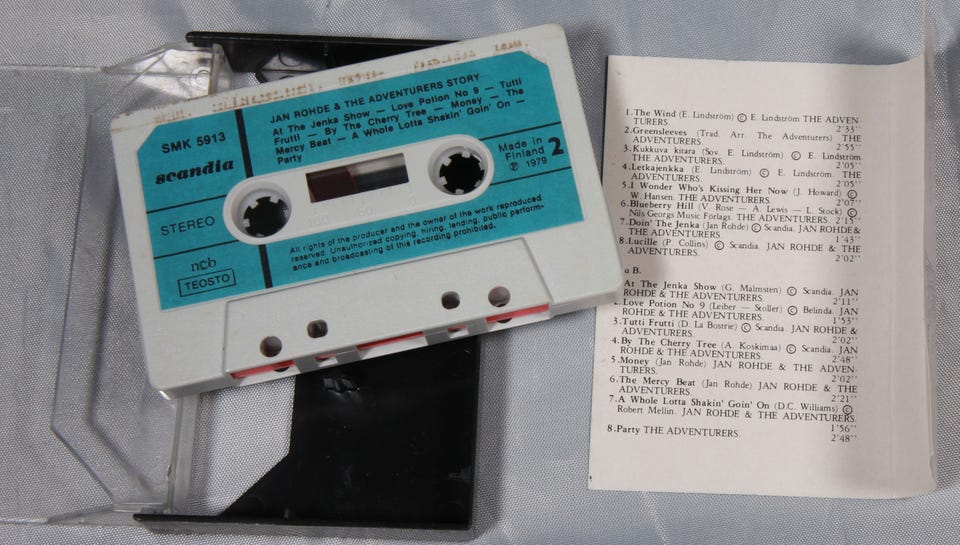 JAN ROHDE & THE ADVENTURERS STORY
At The Jenka Show — Love Potion No 9 — Tutti
Frutti — By The Cherry Tree — Money — The
Mercy Beat — A Whole Lotta Shakin' Goin' On —
Party
SMK 5913
scandia
STEREO
ncb
TEOSTO
Made in
Finland
℗ 1979
2
All rights of the producer and the owner of the work reproduced
reserved. Unauthorized copying, hiring, lending, public perform-
ance and broadcasting of this recording prohibited.
1.The Wind (E. Lindström) © E. Lindström THE ADVEN-
TURERS. 2'33''
2.Greensleeves (Trad. Arr. The Adventurers) THE
ADVENTURERS. 2'55''
3.Kukkuva kitara (Sov. E. Lindström) © E. Lindström
THE ADVENTURERS. 2'05''
4.Letkajenkka (E. Lindström) © E. Lindström. THE
ADVENTURERS. 2'05''
5.I Wonder Who's Kissing Her Now (J. Howard) ©
W. Hansen THE ADVENTURERS. 2'07''
6.Blueberry Hill (V. Rose — A. Lewis — L. Stock) ©
Nils Georgs Music Förlags. THE ADVENTURERS. 2'15''
7.Doin' The Jenka (Jan Rohde) © Scandia. JAN ROHDE &
THE ADVENTURERS 1'43''
8.Lucille (P. Collins) © Scandia. JAN ROHDE & THE
ADVENTURERS. 2'02''
u B.
At The Jenka Show (G. Malmsten) © Scandia. JAN
ROHDE & THE ADVENTURERS. 2'11''
Love Potion No 9 (Leiber — Stoller) © Belinda. JAN
ROHDE & THE ADVENTURERS. 1'53''
3.Tutti Frutti (D. La Bostrie) © Scandia. JAN ROHDE &
ADVENTURERS. 2'02''
4.By The Cherry Tree (A. Koskimaa) © Scandia. JAN
ROHDE & THE ADVENTURERS. 2'48''
5.Money (Jan Rohde) JAN ROHDE & THE ADVEN-
TURERS. 2'02''
6.The Mercy Beat (Jan Rohde) JAN ROHDE & THE
ADVENTURERS. 2'21''
7.A Whole Lotta Shakin' Goin' On (D.C. Williams) ©
Robert Mellin. JAN ROHDE & THE ADVENTURERS.
1'56''
8.Party THE ADVENTURERS. 2'48''